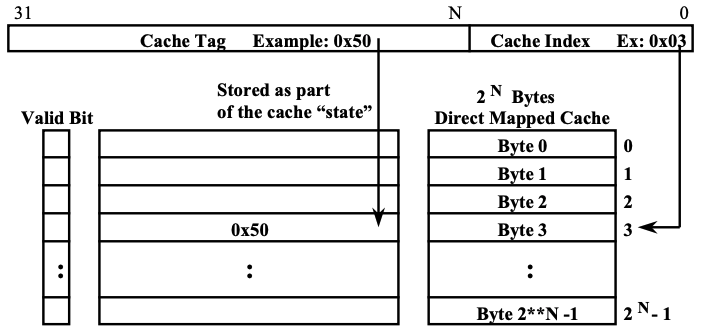 31 N 0
Cache Tag Example: 0x50 Cache Index Ex: 0x03
Stored as part
of the cache “state”
2 N Bytes
Valid Bit Direct Mapped Cache
Byte 0 0
Byte 1 1
Byte 2 2
0x50 Byte 3 3
: : :
Byte 2**N -1 2 N - 1